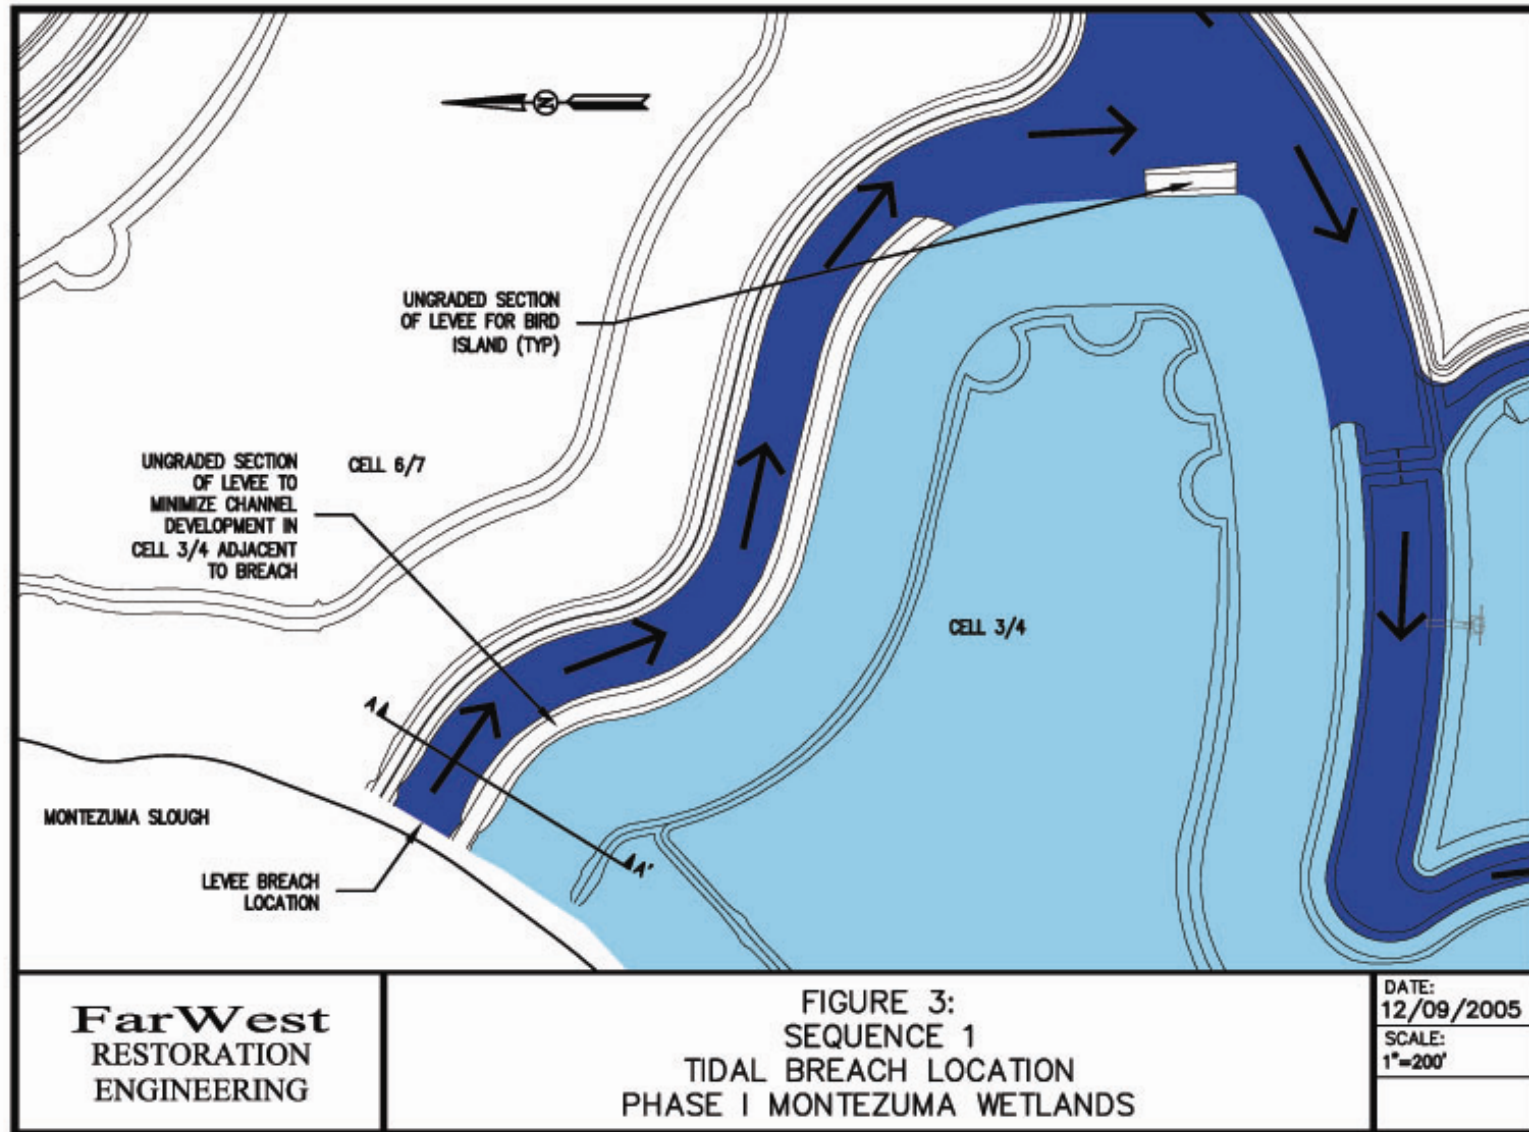 N
UNGRADED SECTION
OF LEVEE FOR BIRD
ISLAND (TYP)
UNGRADED SECTION
OF LEVEE TO
MINIMIZE CHANNEL
DEVELOPMENT IN
CELL 3/4 ADJACENT
TO BREACH
CELL 6/7
CELL 3/4
A
A'
MONTEZUMA SLOUGH
LEVEE BREACH
LOCATION
FarWest
RESTORATION
ENGINEERING
FIGURE 3:
SEQUENCE 1
TIDAL BREACH LOCATION
PHASE I MONTEZUMA WETLANDS
DATE:
12/09/2005
SCALE:
1"=200'